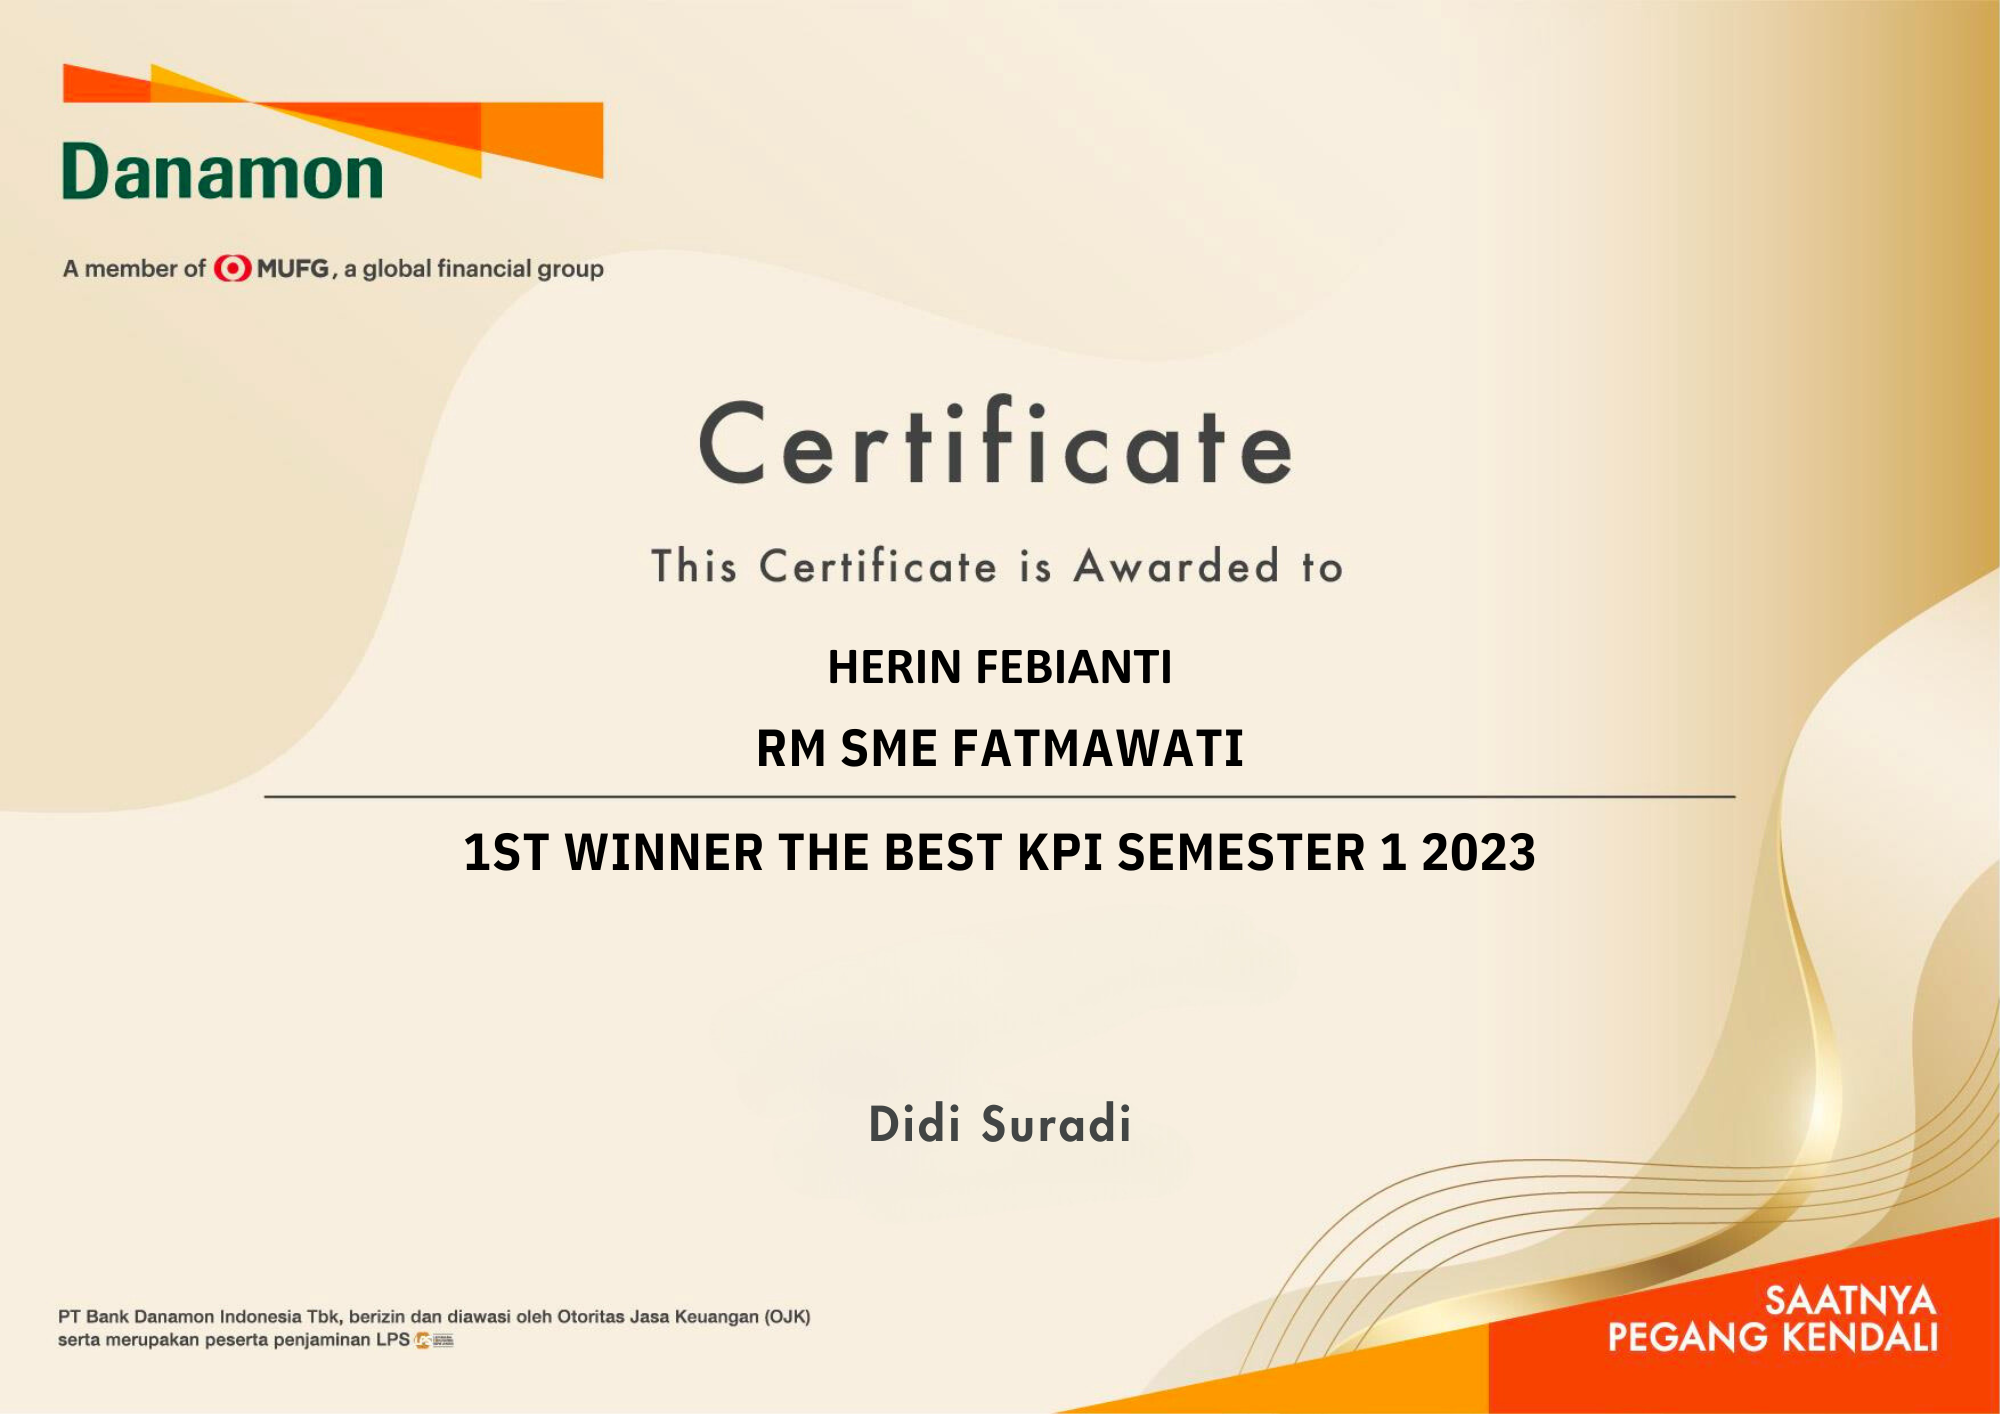 Danamon
A member of MUFG, a global financial group
Certificate
This Certificate is Awarded to
HERIN FEBIANTI
RM SME FATMAWATI
1ST WINNER THE BEST KPI SEMESTER 1 2023
Didi Suradi
PT Bank Danamon Indonesia Tbk, berizin dan diawasi oleh Otoritas Jasa Keuangan (OJK)
serta merupakan peserta penjaminan LPS LPS
SAATNYA
PEGANG KENDALI